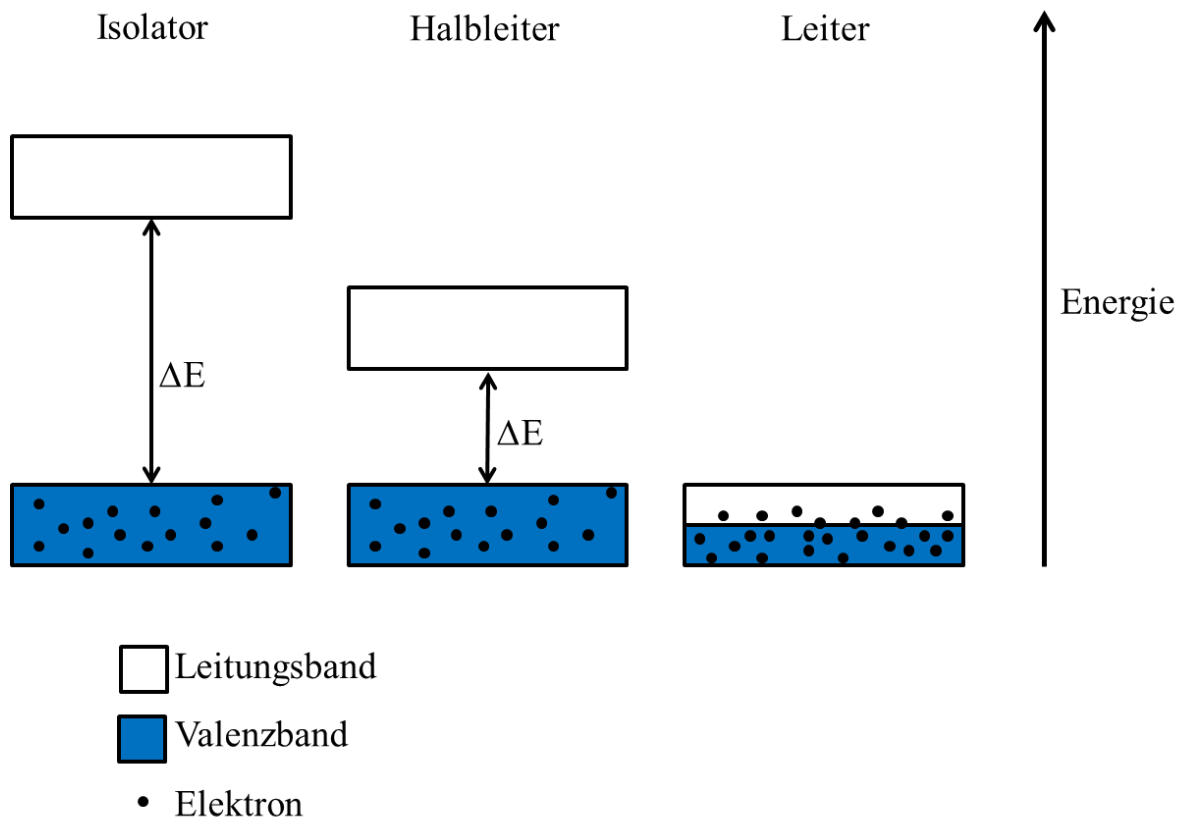 Isolator
Halbleiter
Leiter
Energie
ΔE
ΔE
Leitungsband
Valenzband
Elektron